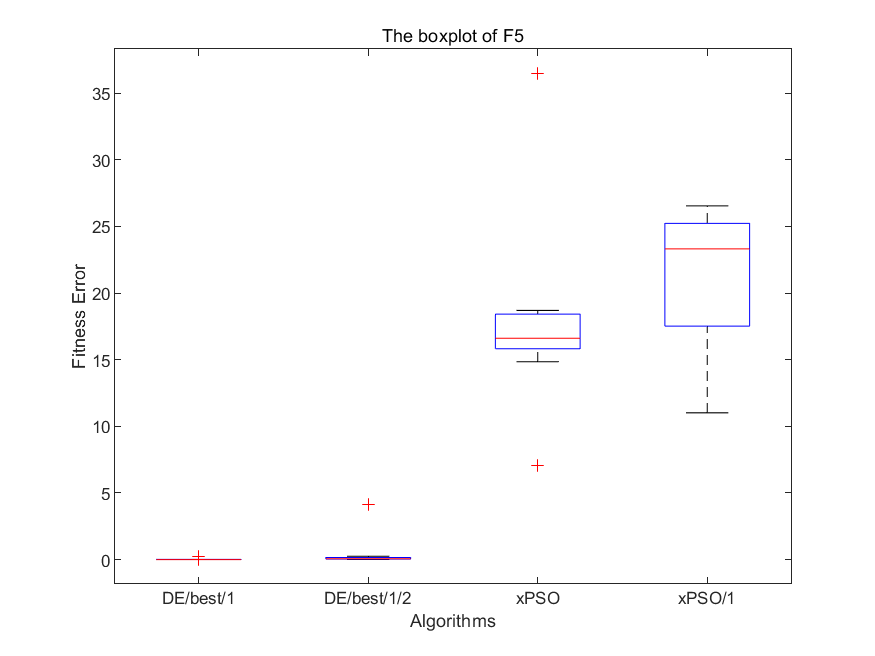 The boxplot of F5
Fitness Error
35
30
25
20
15
10
5
0
DE/best/1 DE/best/1/2 xPSO xPSO/1
Algorithms